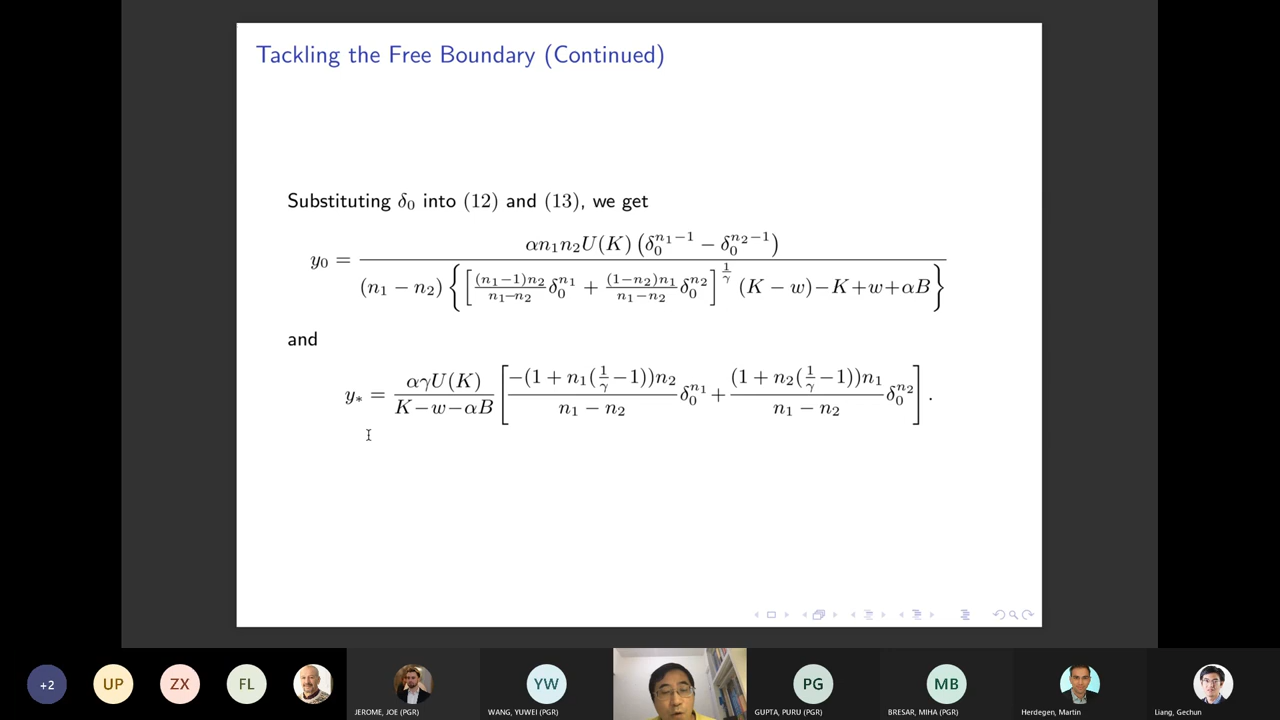 Tackling the Free Boundary (Continued)
Substituting δ₀ into (12) and (13), we get
y₀ = αn₁n₂U(K) (δ₀^{n₁−1} − δ₀^{n₂−1}) / (n₁ − n₂) { [ (n₁−1)n₂ / n₁−n₂ δ₀^{n₁} + (1−n₂)n₁ / n₁−n₂ δ₀^{n₂} ]^{1/γ} (K − w)−K+w+αB }
and
y∗ = αγU(K) / K−w−αB [ −(1 + n₁(1/γ −1))n₂ / n₁ − n₂ δ₀^{n₁} + (1 + n₂(1/γ −1))n₁ / n₁ − n₂ δ₀^{n₂} ] .
+2
UP
ZX
FL
YW
PG
MB
JEROME, JOE (PGR)
WANG, YUWEI (PGR)
GUPTA, PURU (PGR)
BRESAR, MIHA (PGR)
Herdegen, Martin
Liang, Gechun